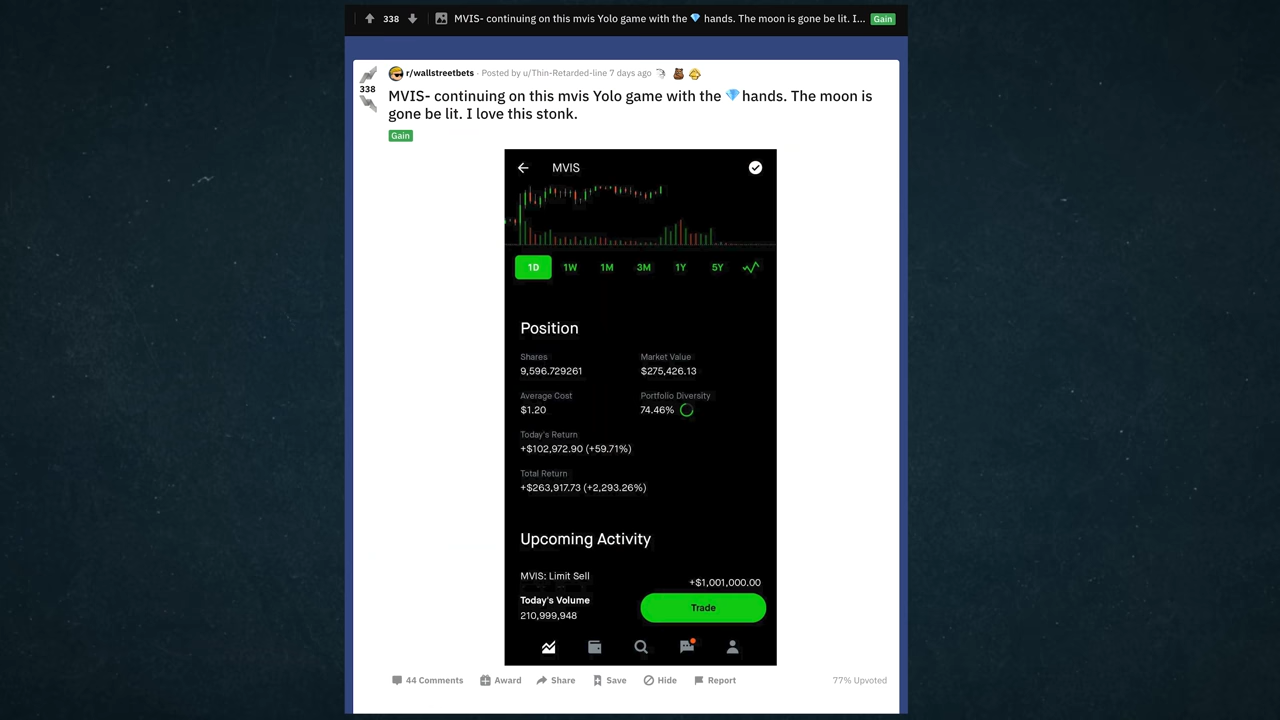 338 MVIS- continuing on this mvis Yolo game with the 💎 hands. The moon is gone be lit. I... Gain
r/wallstreetbets · Posted by u/Thin-Retarded-line 7 days ago
338
MVIS- continuing on this mvis Yolo game with the 💎 hands. The moon is
gone be lit. I love this stonk.
Gain
MVIS
1D 1W 1M 3M 1Y 5Y
Position
Shares Market Value
9,596.729261 $275,426.13
Average Cost Portfolio Diversity
$1.20 74.46%
Today's Return
+$102,972.90 (+59.71%)
Total Return
+$263,917.73 (+2,293.26%)
Upcoming Activity
MVIS: Limit Sell
+$1,001,000.00
Today's Volume
210,999,948
Trade
44 Comments Award Share Save Hide Report 77% Upvoted